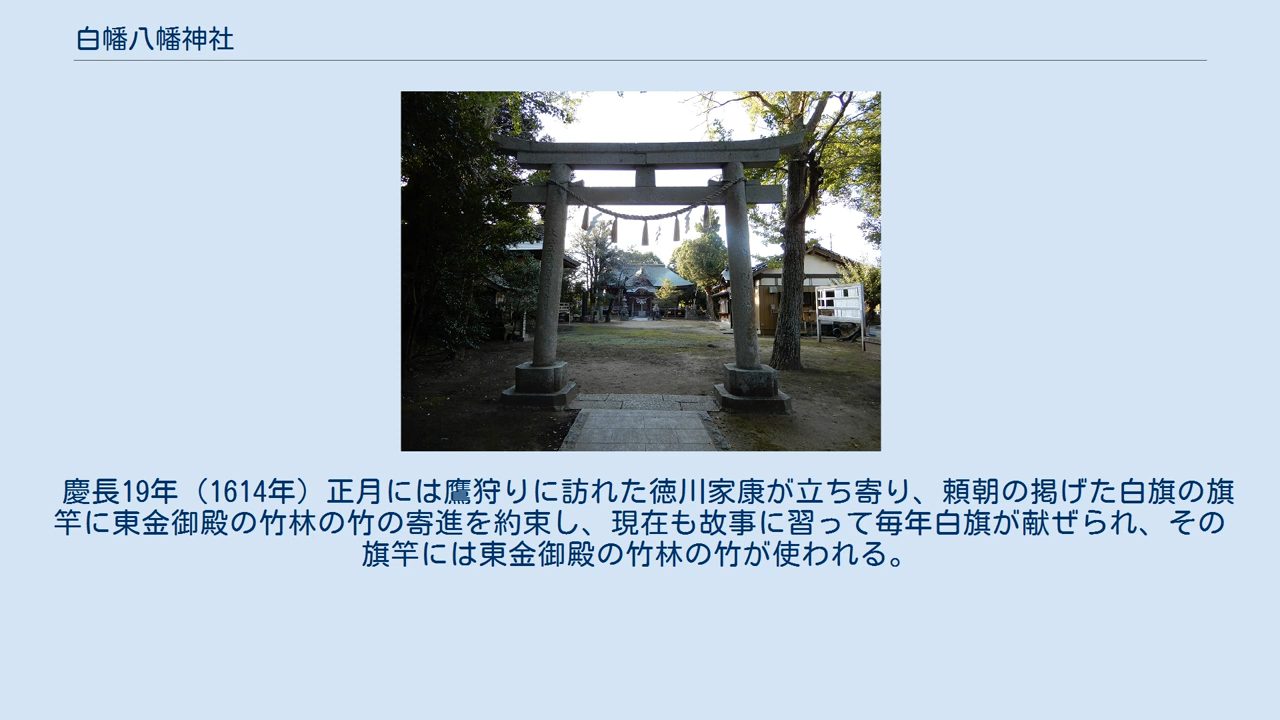 白幡八幡神社
慶長19年（1614年）正月には鷹狩りに訪れた徳川家康が立ち寄り、頼朝の掲げた白旗の旗
竿に東金御殿の竹林の竹の寄進を約束し、現在も故事に習って毎年白旗が献ぜられ、その
旗竿には東金御殿の竹林の竹が使われる。